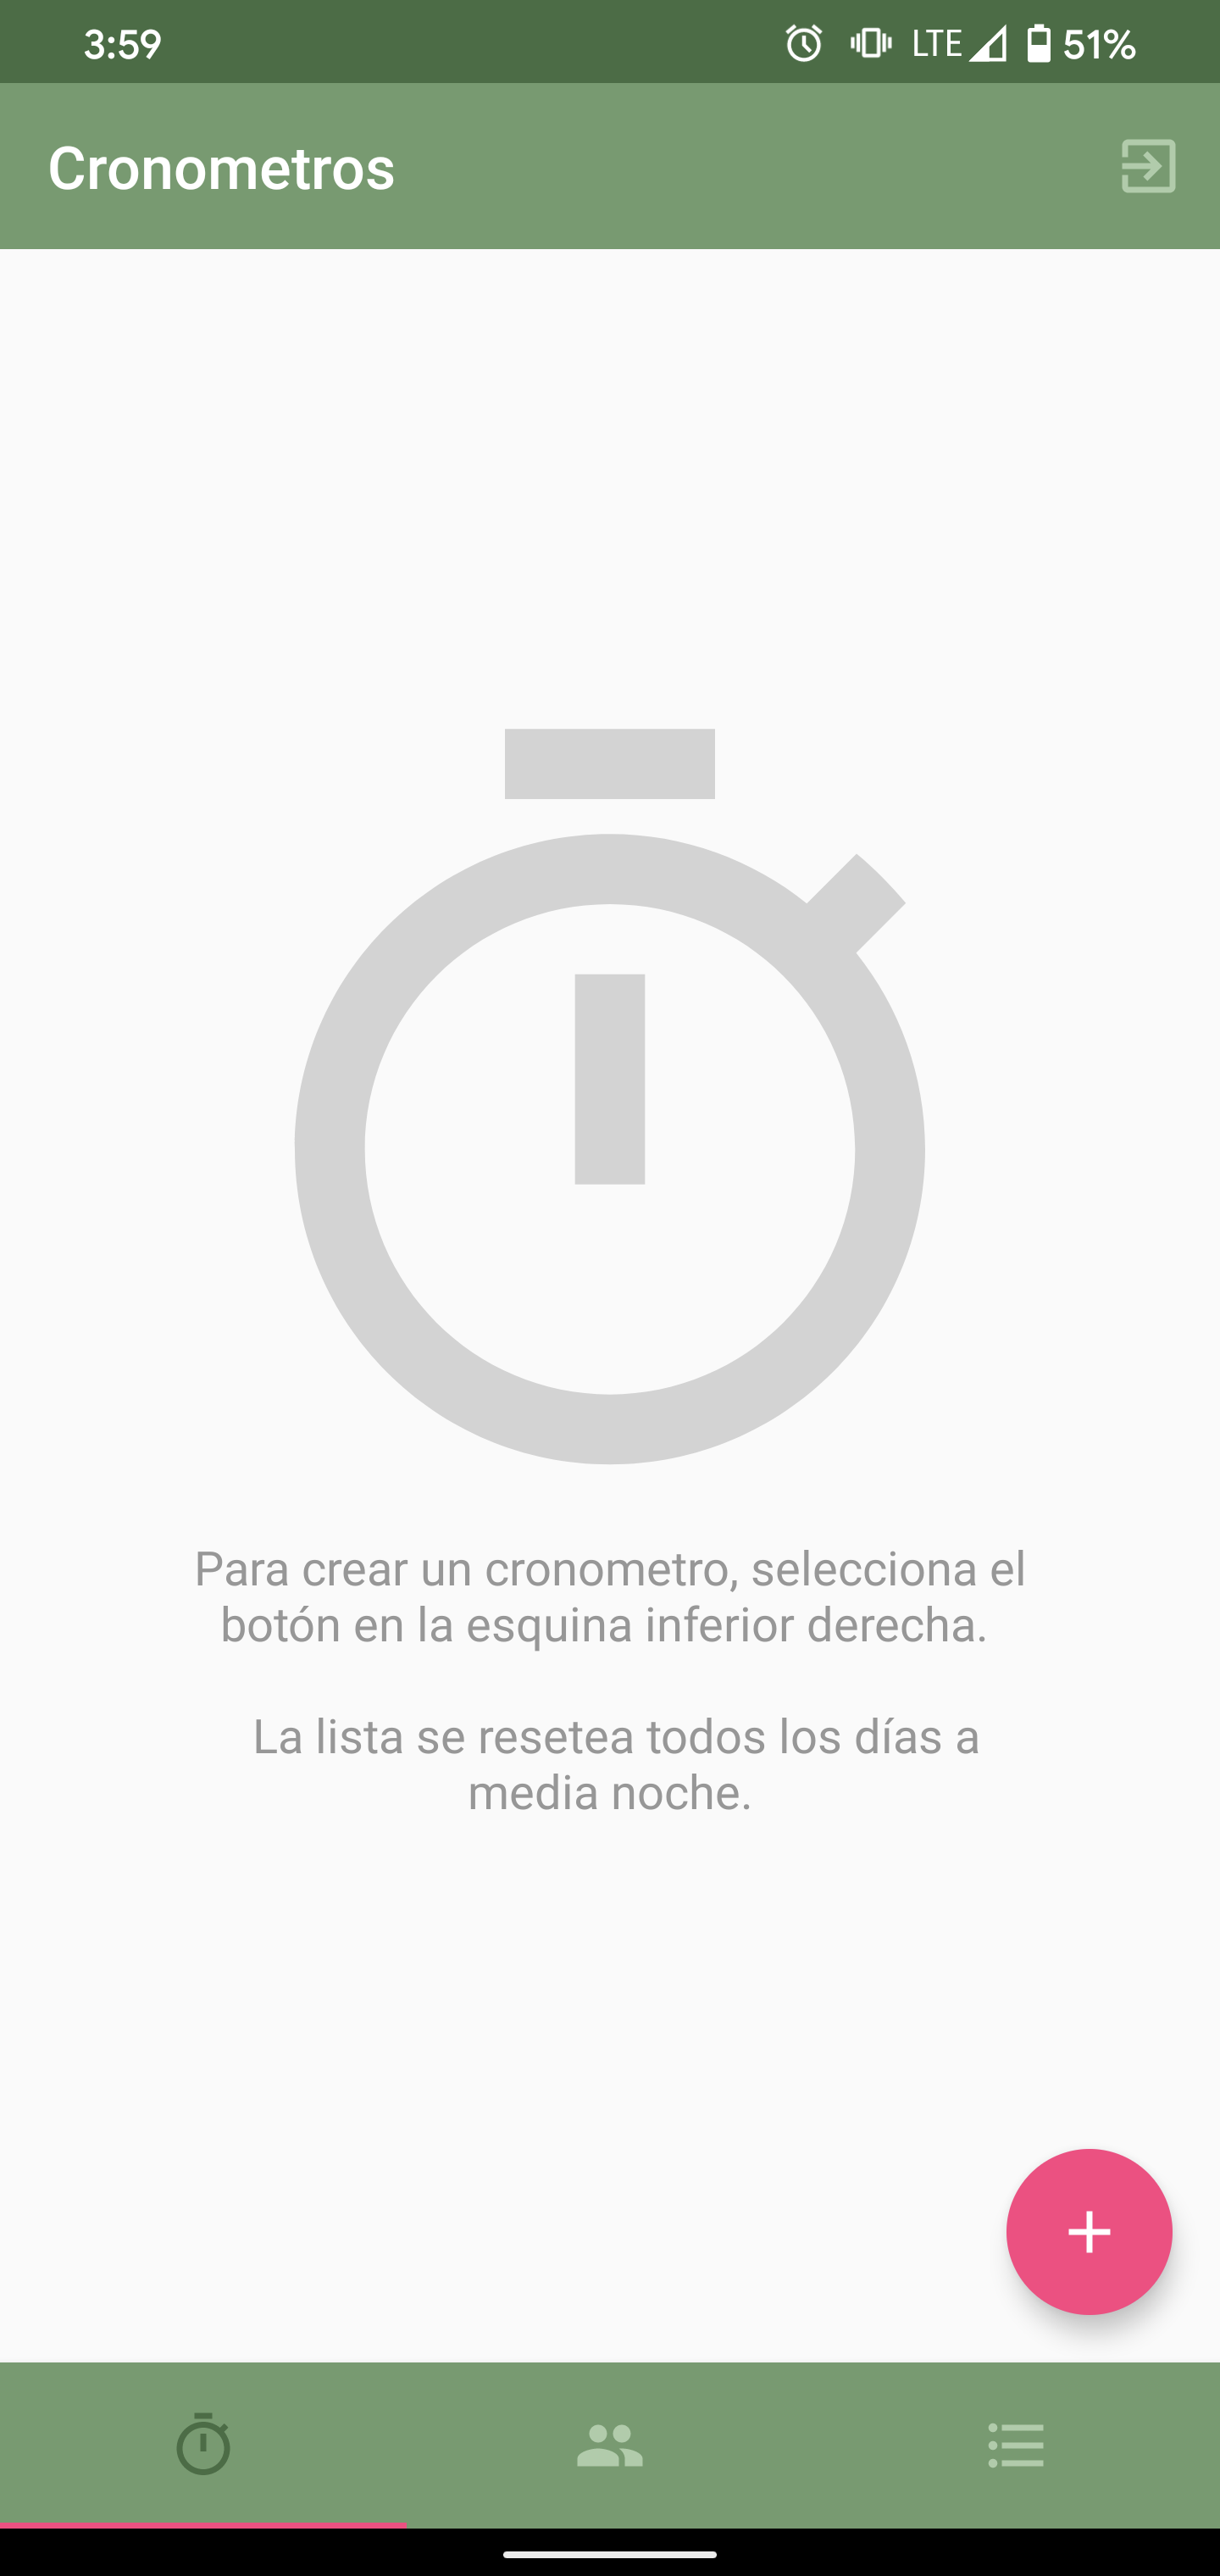 3:59
LTE 51%
Cronometros
Para crear un cronometro, selecciona el
botón en la esquina inferior derecha.
La lista se resetea todos los días a
media noche.